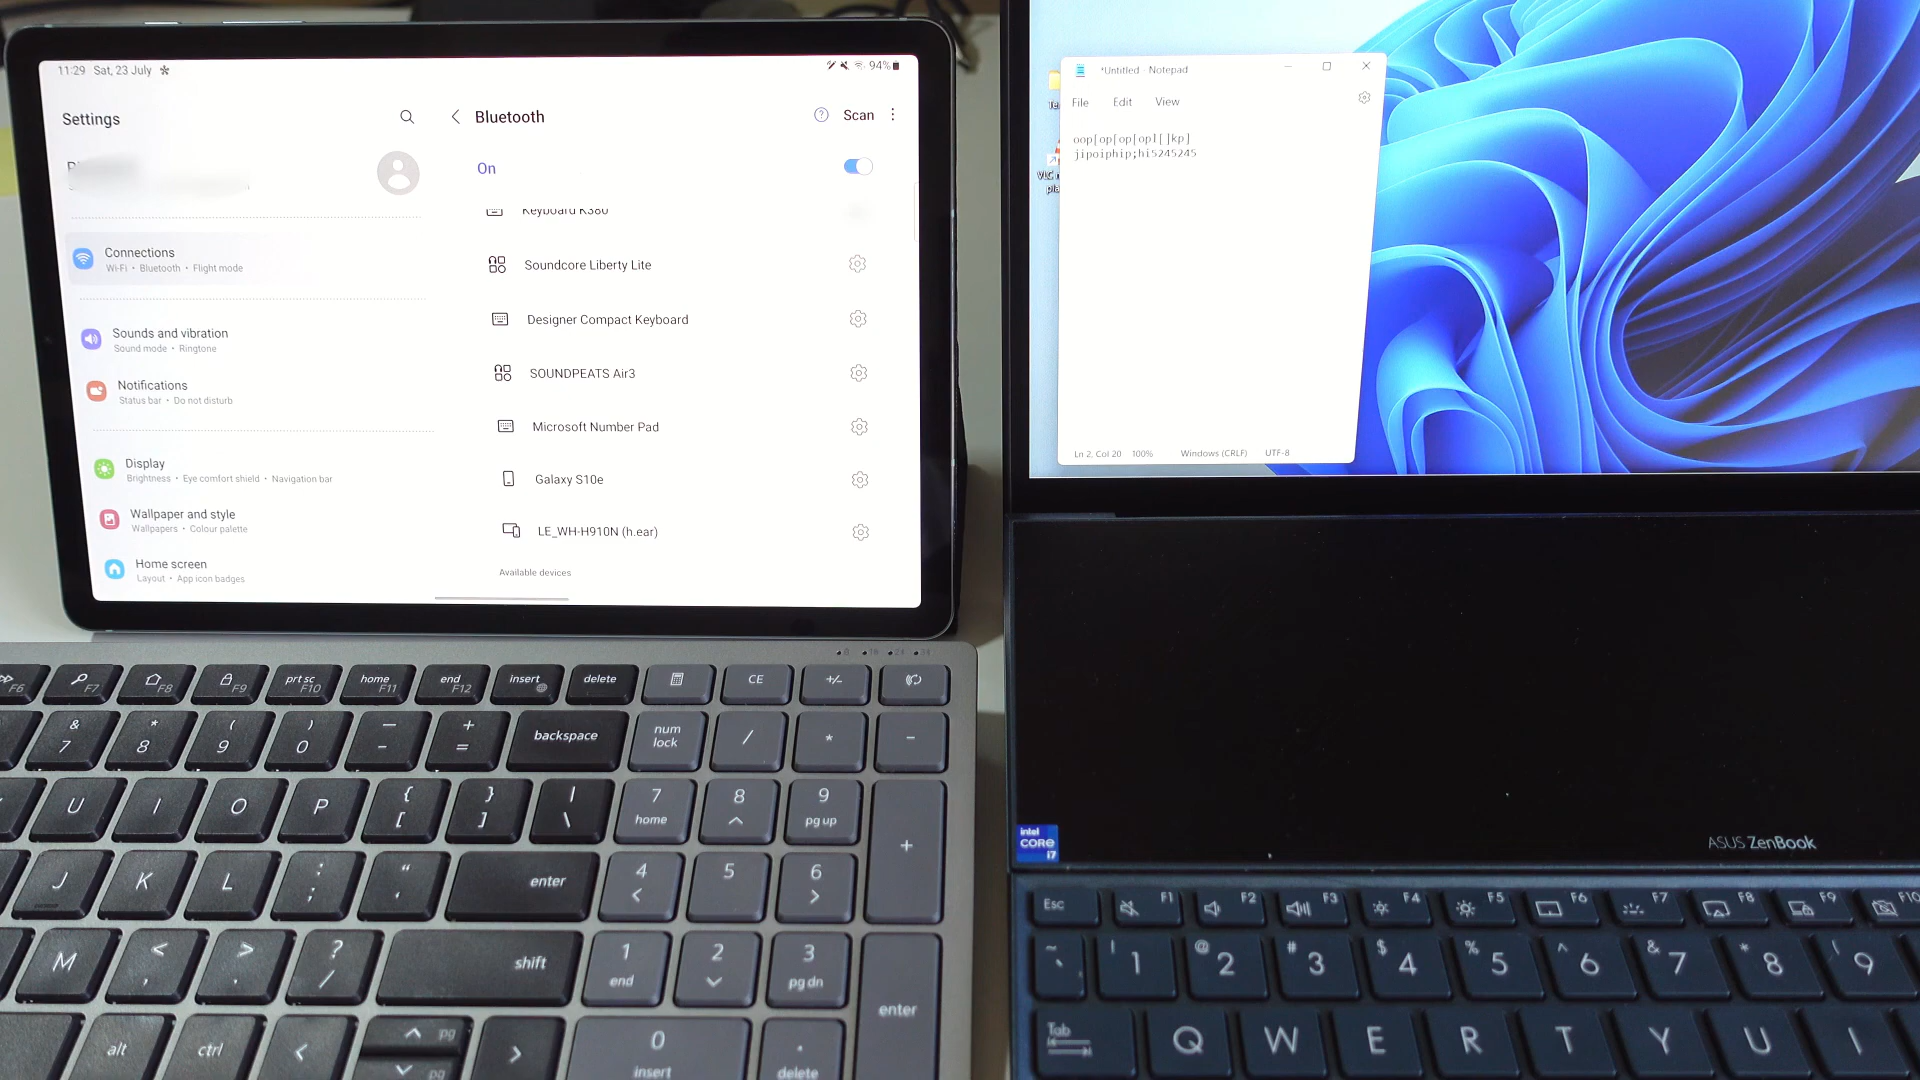 11:29 Sat, 23 July
94%
Settings
Connections
Wi-Fi • Bluetooth • Flight mode
Sounds and vibration
Sound mode • Ringtone
Notifications
Status bar • Do not disturb
Display
Brightness • Eye comfort shield • Navigation bar
Wallpaper and style
Wallpapers • Colour palette
Home screen
Layout • App icon badges
Bluetooth
? Scan
On
Keyboard K380
Soundcore Liberty Lite
Designer Compact Keyboard
SOUNDPEATS Air3
Microsoft Number Pad
Galaxy S10e
LE_WH-H910N (h.ear)
Available devices
*Untitled - Notepad
File Edit View
jipoiphip;hi5245245
Ln 2, Col 20 100% Windows (CRLF) UTF-8
VLC
F6 F7 F8 F9 prt sc F10 home F11 end F12 insert delete CE +/-
& 7 * 8 ( 9 ) 0 — - + = backspace num lock / * -
U I O P { [ } ] | \ 7 home 8 9 pg up +
J K L : ; " ' enter 4 < 5 6 >
M < , > . ? / shift 1 end 2 3 pg dn enter
alt ctrl < pg pg > 0 insert . delete
intel
CORE
i7
ASUS ZenBook
Esc F1 F2 F3 F4 F5 F6 F7 F8 F9 F10
~ ` ! 1 @ 2 # 3 $ 4 % 5 ^ 6 & 7 * 8 ( 9
Tab Q W E R T Y U I